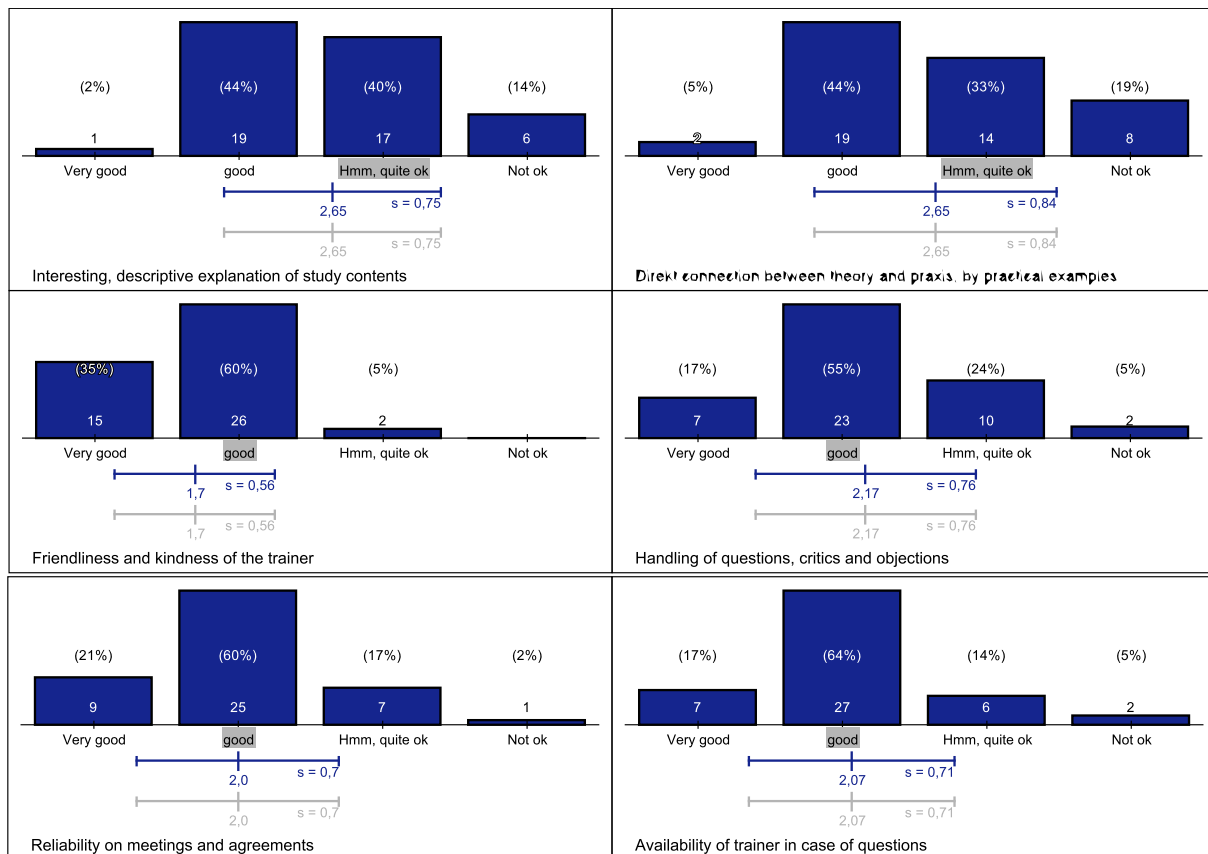 (2%) (44%) (40%) (14%)
1 19 17 6
Very good good Hmm, quite ok Not ok
2,65 s = 0,75
2,65 s = 0,75
Interesting, descriptive explanation of study contents
(5%) (44%) (33%) (19%)
2 19 14 8
Very good good Hmm, quite ok Not ok
2,65 s = 0,84
2,65 s = 0,84
Direkt connection between theory and praxis, by practical examples
(35%) (60%) (5%)
15 26 2
Very good good Hmm, quite ok Not ok
1,7 s = 0,56
1,7 s = 0,56
Friendliness and kindness of the trainer
(17%) (55%) (24%) (5%)
7 23 10 2
Very good good Hmm, quite ok Not ok
2,17 s = 0,76
2,17 s = 0,76
Handling of questions, critics and objections
(21%) (60%) (17%) (2%)
9 25 7 1
Very good good Hmm, quite ok Not ok
2,0 s = 0,7
2,0 s = 0,7
Reliability on meetings and agreements
(17%) (64%) (14%) (5%)
7 27 6 2
Very good good Hmm, quite ok Not ok
2,07 s = 0,71
2,07 s = 0,71
Availability of trainer in case of questions